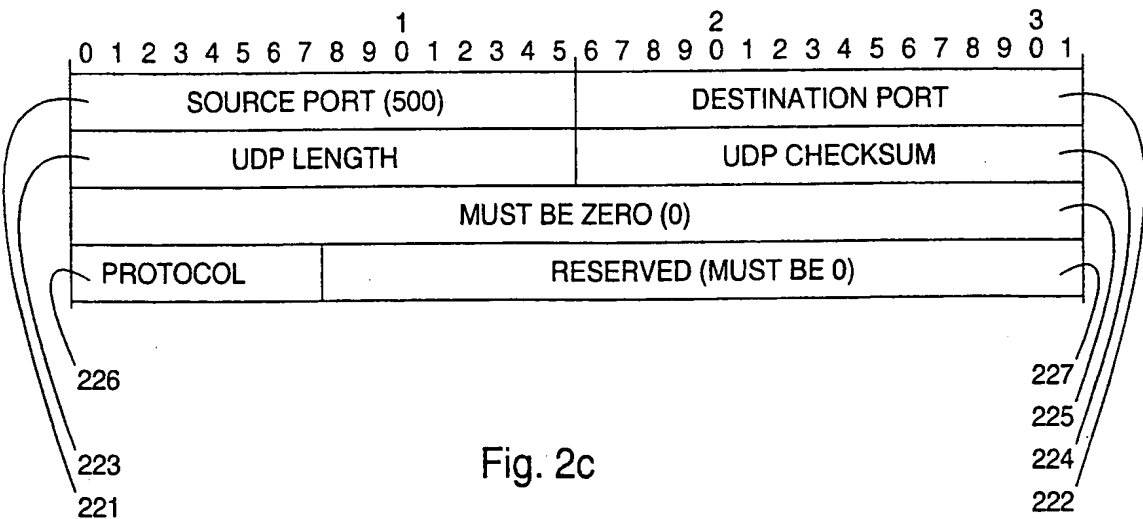 1 2 3
0 1 2 3 4 5 6 7 8 9 0 1 2 3 4 5 6 7 8 9 0 1 2 3 4 5 6 7 8 9 0 1
SOURCE PORT (500) DESTINATION PORT
UDP LENGTH UDP CHECKSUM
MUST BE ZERO (0)
PROTOCOL RESERVED (MUST BE 0)
226 227
225
223 Fig. 2c 224
221 222